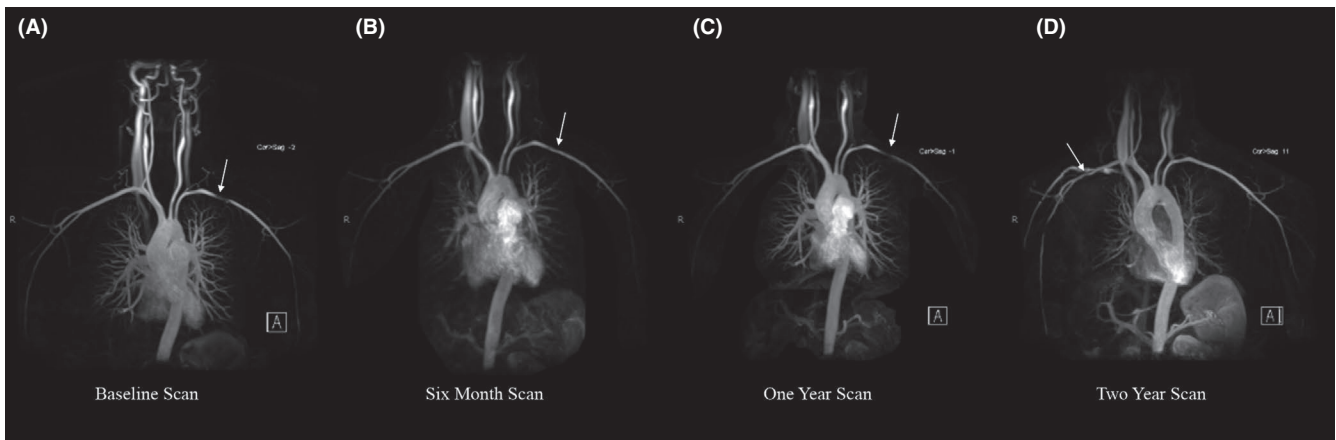 (A)
(B)
(C)
(D)
Cor>Sag -2
Cor>Sag -1
Cor>Sag 11
R
R
R
R
A
A
A
Baseline Scan
Six Month Scan
One Year Scan
Two Year Scan